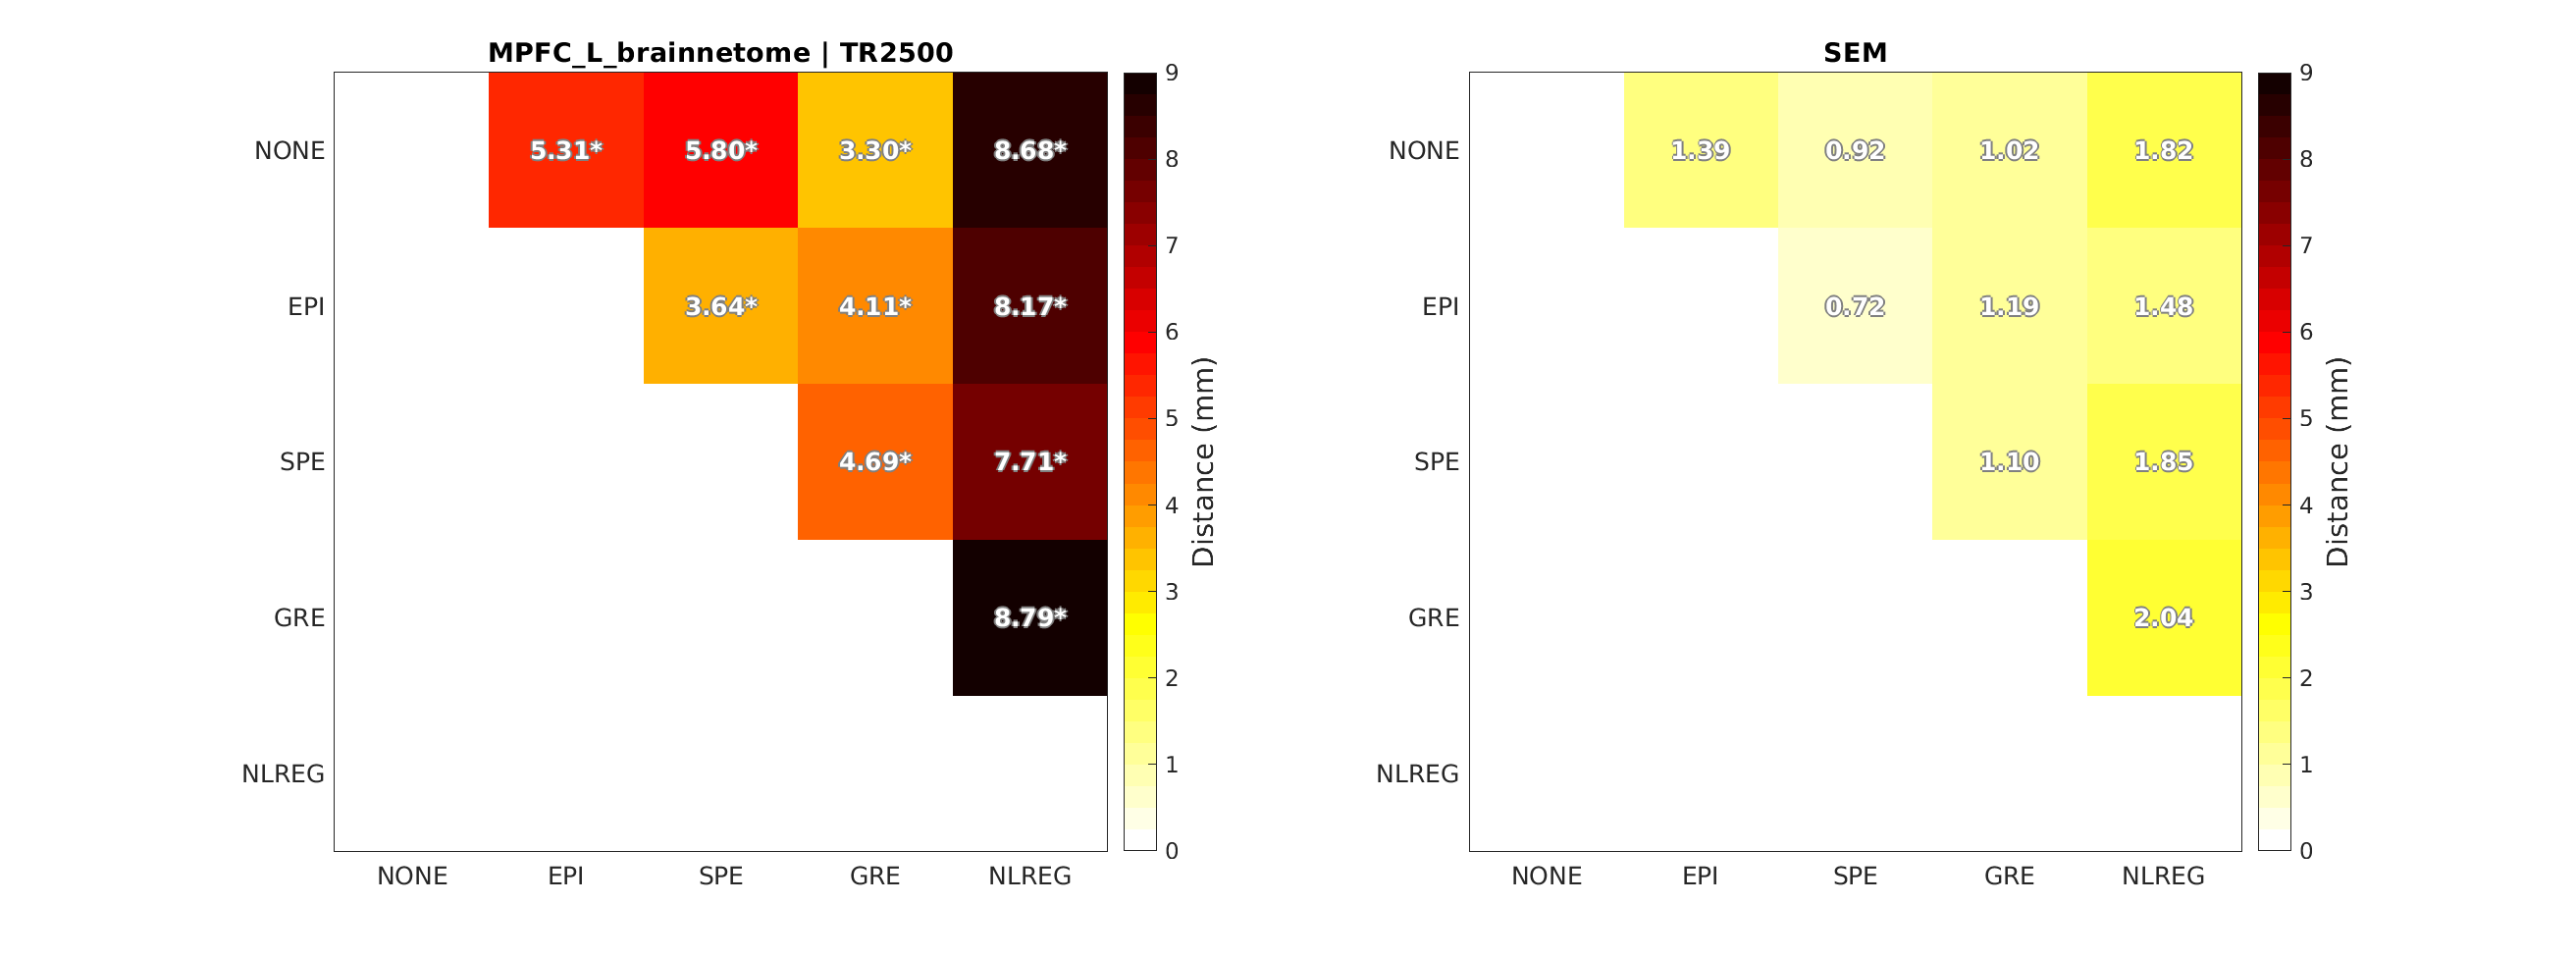 MPFC_L_brainnetome | TR2500
NONE 5.31* 5.80* 3.30* 8.68*
EPI 3.64* 4.11* 8.17*
SPE 4.69* 7.71*
GRE 8.79*
NLREG
NONE EPI SPE GRE NLREG
9
8
7
6
5
4
3
2
1
0
Distance (mm)
SEM
NONE 1.39 0.92 1.02 1.82
EPI 0.72 1.19 1.48
SPE 1.10 1.85
GRE 2.04
NLREG
NONE EPI SPE GRE NLREG
9
8
7
6
5
4
3
2
1
0
Distance (mm)